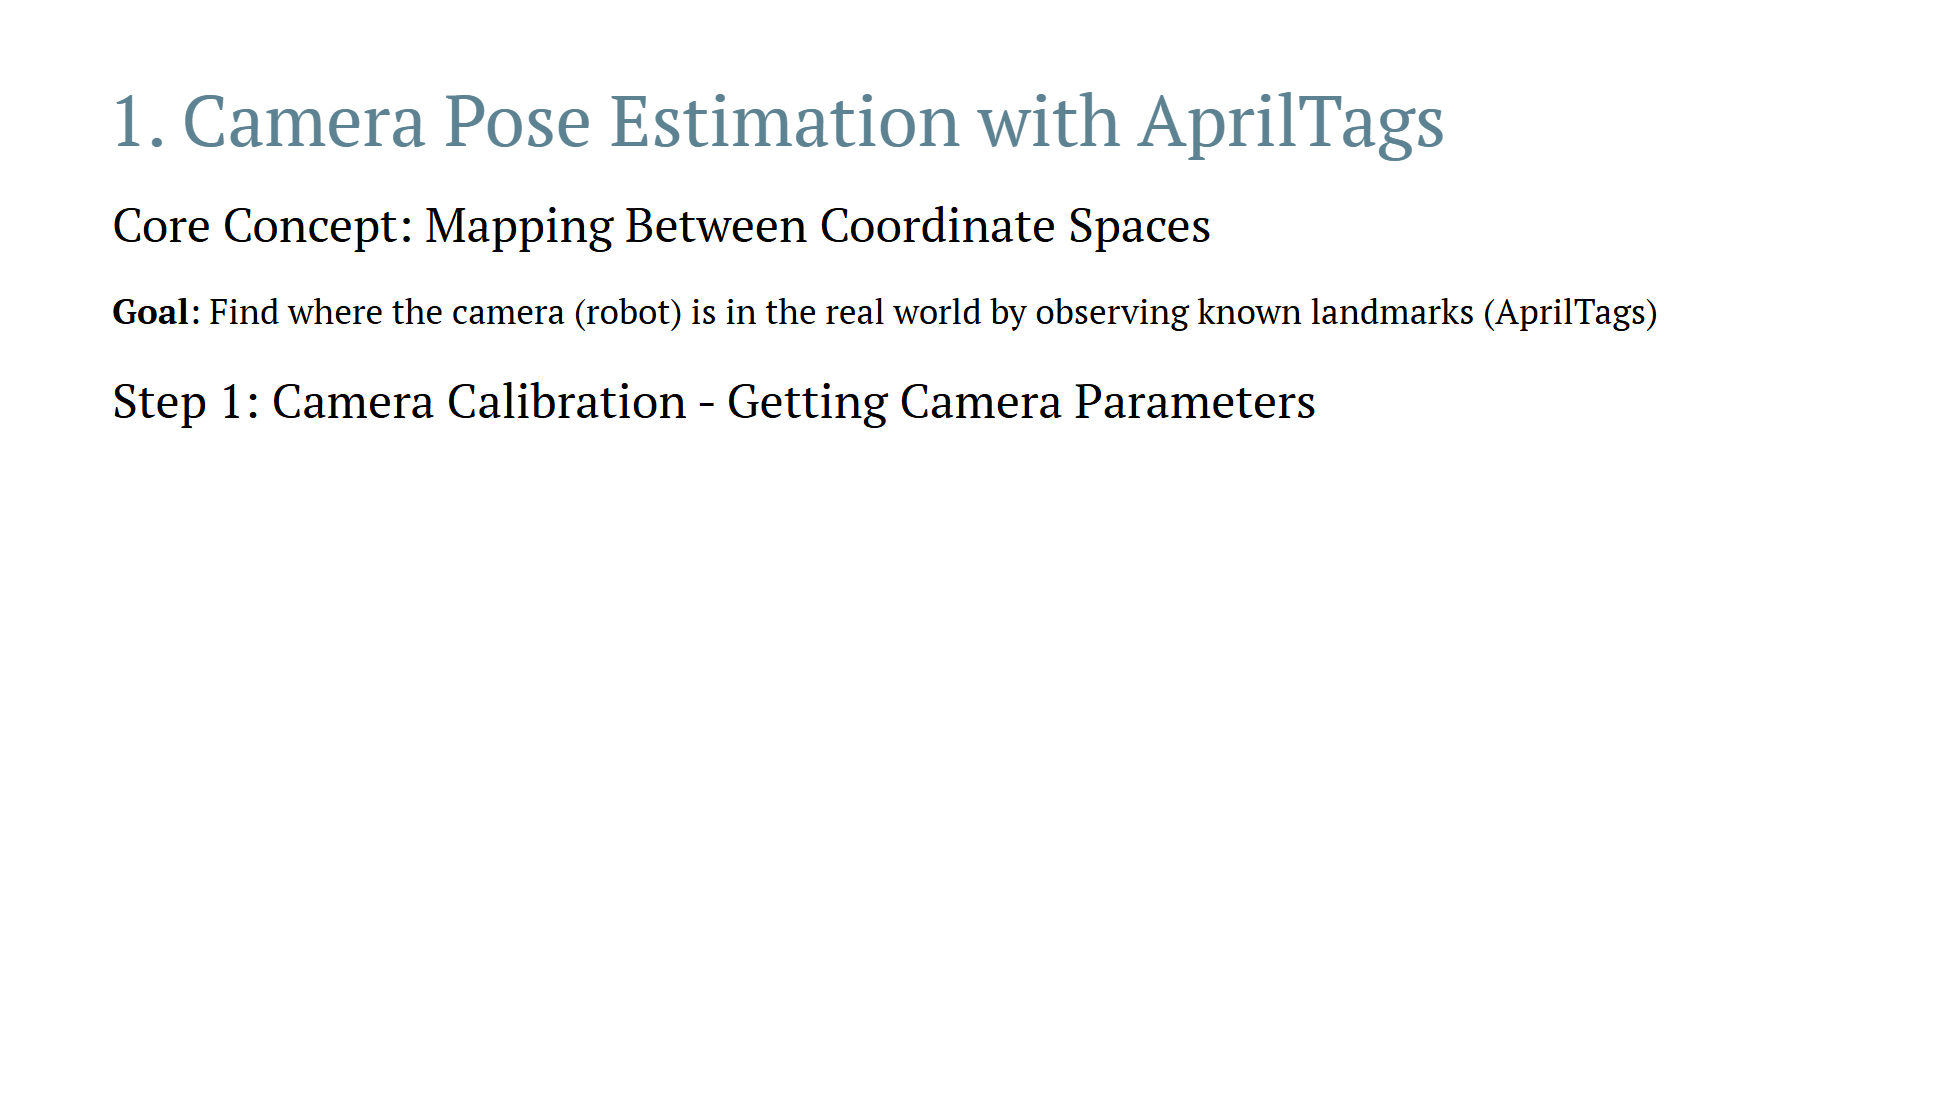 1. Camera Pose Estimation with AprilTags
Core Concept: Mapping Between Coordinate Spaces
Goal: Find where the camera (robot) is in the real world by observing known landmarks (AprilTags)
Step 1: Camera Calibration - Getting Camera Parameters